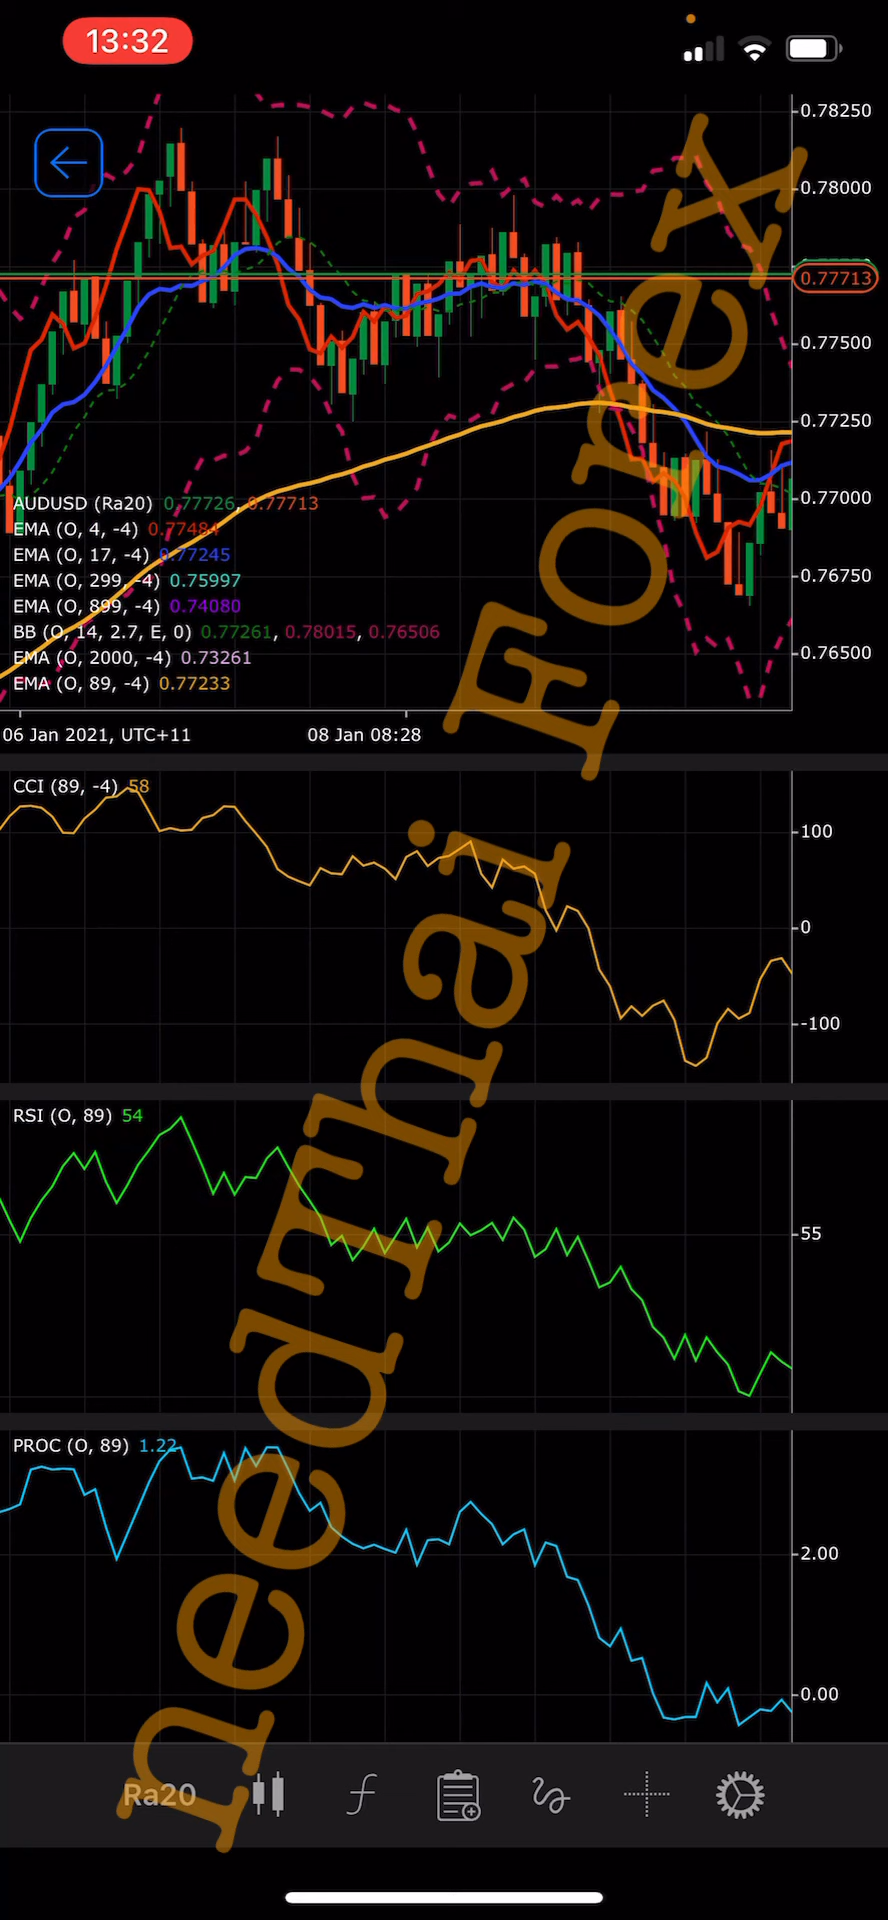 13:32
0.78250
0.78000
0.77713
0.77500
0.77250
0.77000
0.76750
0.76500
AUDUSD (Ra20) 0.77726, 0.77713
EMA (O, 4, -4) 0.77484
EMA (O, 17, -4) 0.77245
EMA (O, 299, -4) 0.75997
EMA (O, 899, -4) 0.74080
BB (O, 14, 2.7, E, 0) 0.77261, 0.78015, 0.76506
EMA (O, 2000, -4) 0.73261
EMA (O, 89, -4) 0.77233
06 Jan 2021, UTC+11 08 Jan 08:28
CCI (89, -4) 58
100
0
-100
RSI (O, 89) 54
55
PROC (O, 89) 1.22
2.00
0.00
Ra20
needThai ForeX